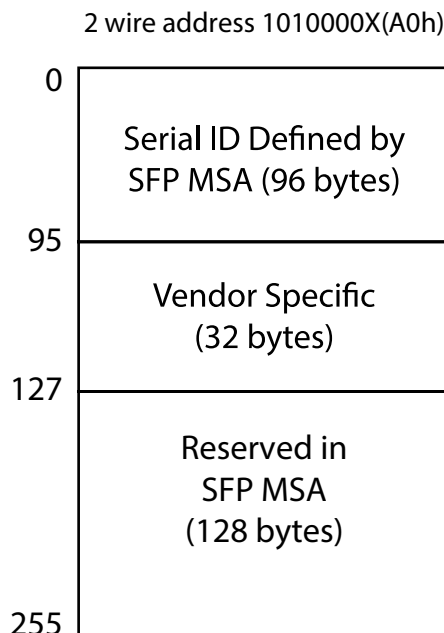 2 wire address 1010000X(A0h)
0
Serial ID Defined by
SFP MSA (96 bytes)
95
Vendor Specific
(32 bytes)
127
Reserved in
SFP MSA
(128 bytes)
255